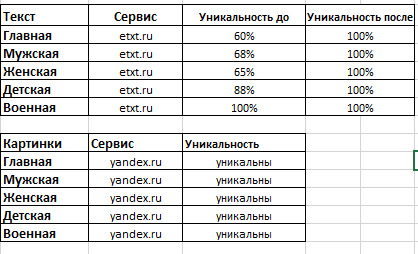 Текст Сервис Уникальность до Уникальность после
Главная etxt.ru 60% 100%
Мужская etxt.ru 68% 100%
Женская etxt.ru 65% 100%
Детская etxt.ru 88% 100%
Военная etxt.ru 100% 100%
Картинки Сервис Уникальность
Главная yandex.ru уникальны
Мужская yandex.ru уникальны
Женская yandex.ru уникальны
Детская yandex.ru уникальны
Военная yandex.ru уникальны